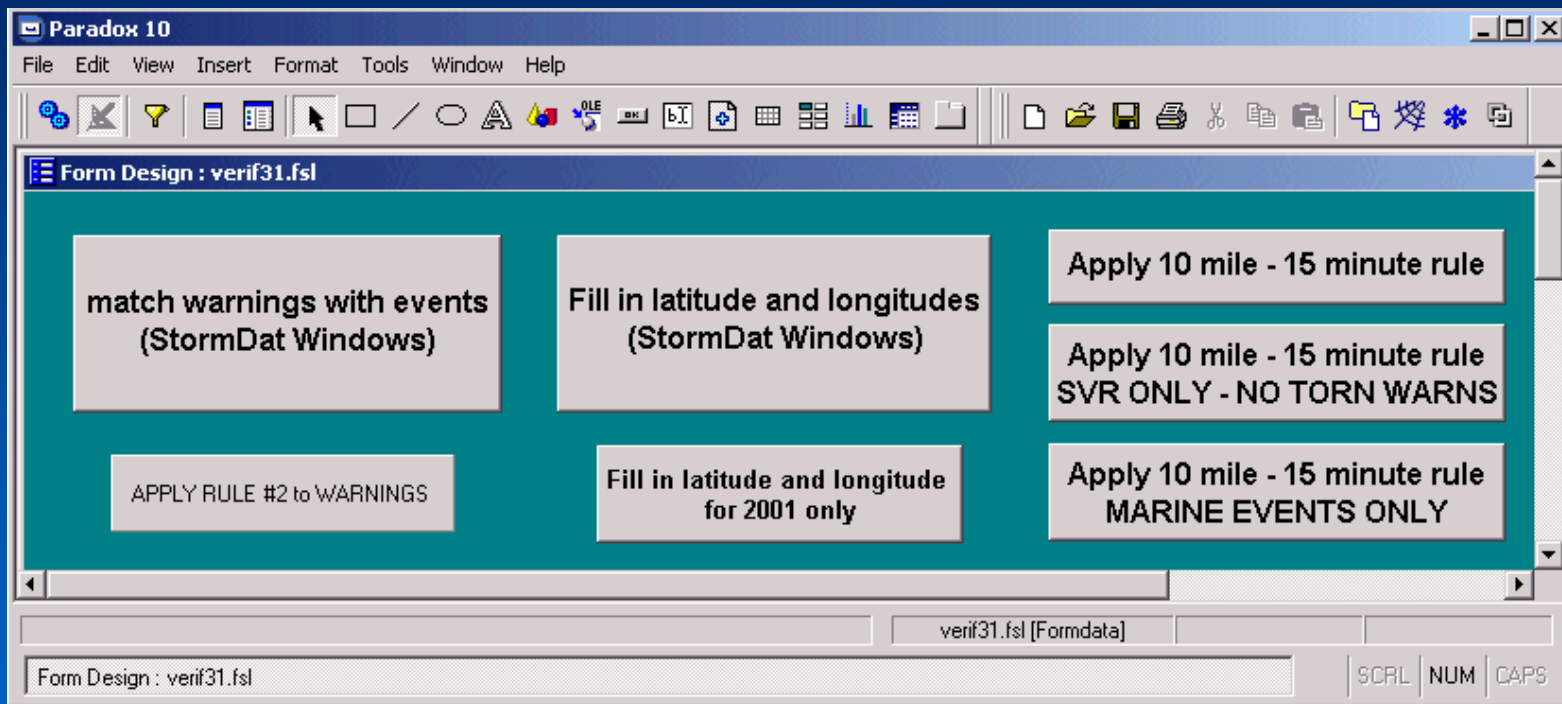 Paradox 10
File Edit View Insert Format Tools Window Help
OLE
OK
Form Design : verif31.fsl
match warnings with events
(StormDat Windows)
Fill in latitude and longitudes
(StormDat Windows)
Apply 10 mile - 15 minute rule
Apply 10 mile - 15 minute rule
SVR ONLY - NO TORN WARNS
APPLY RULE #2 to WARNINGS
Fill in latitude and longitude
for 2001 only
Apply 10 mile - 15 minute rule
MARINE EVENTS ONLY
verif31.fsl [Formdata]
Form Design : verif31.fsl
SCRL NUM CAPS